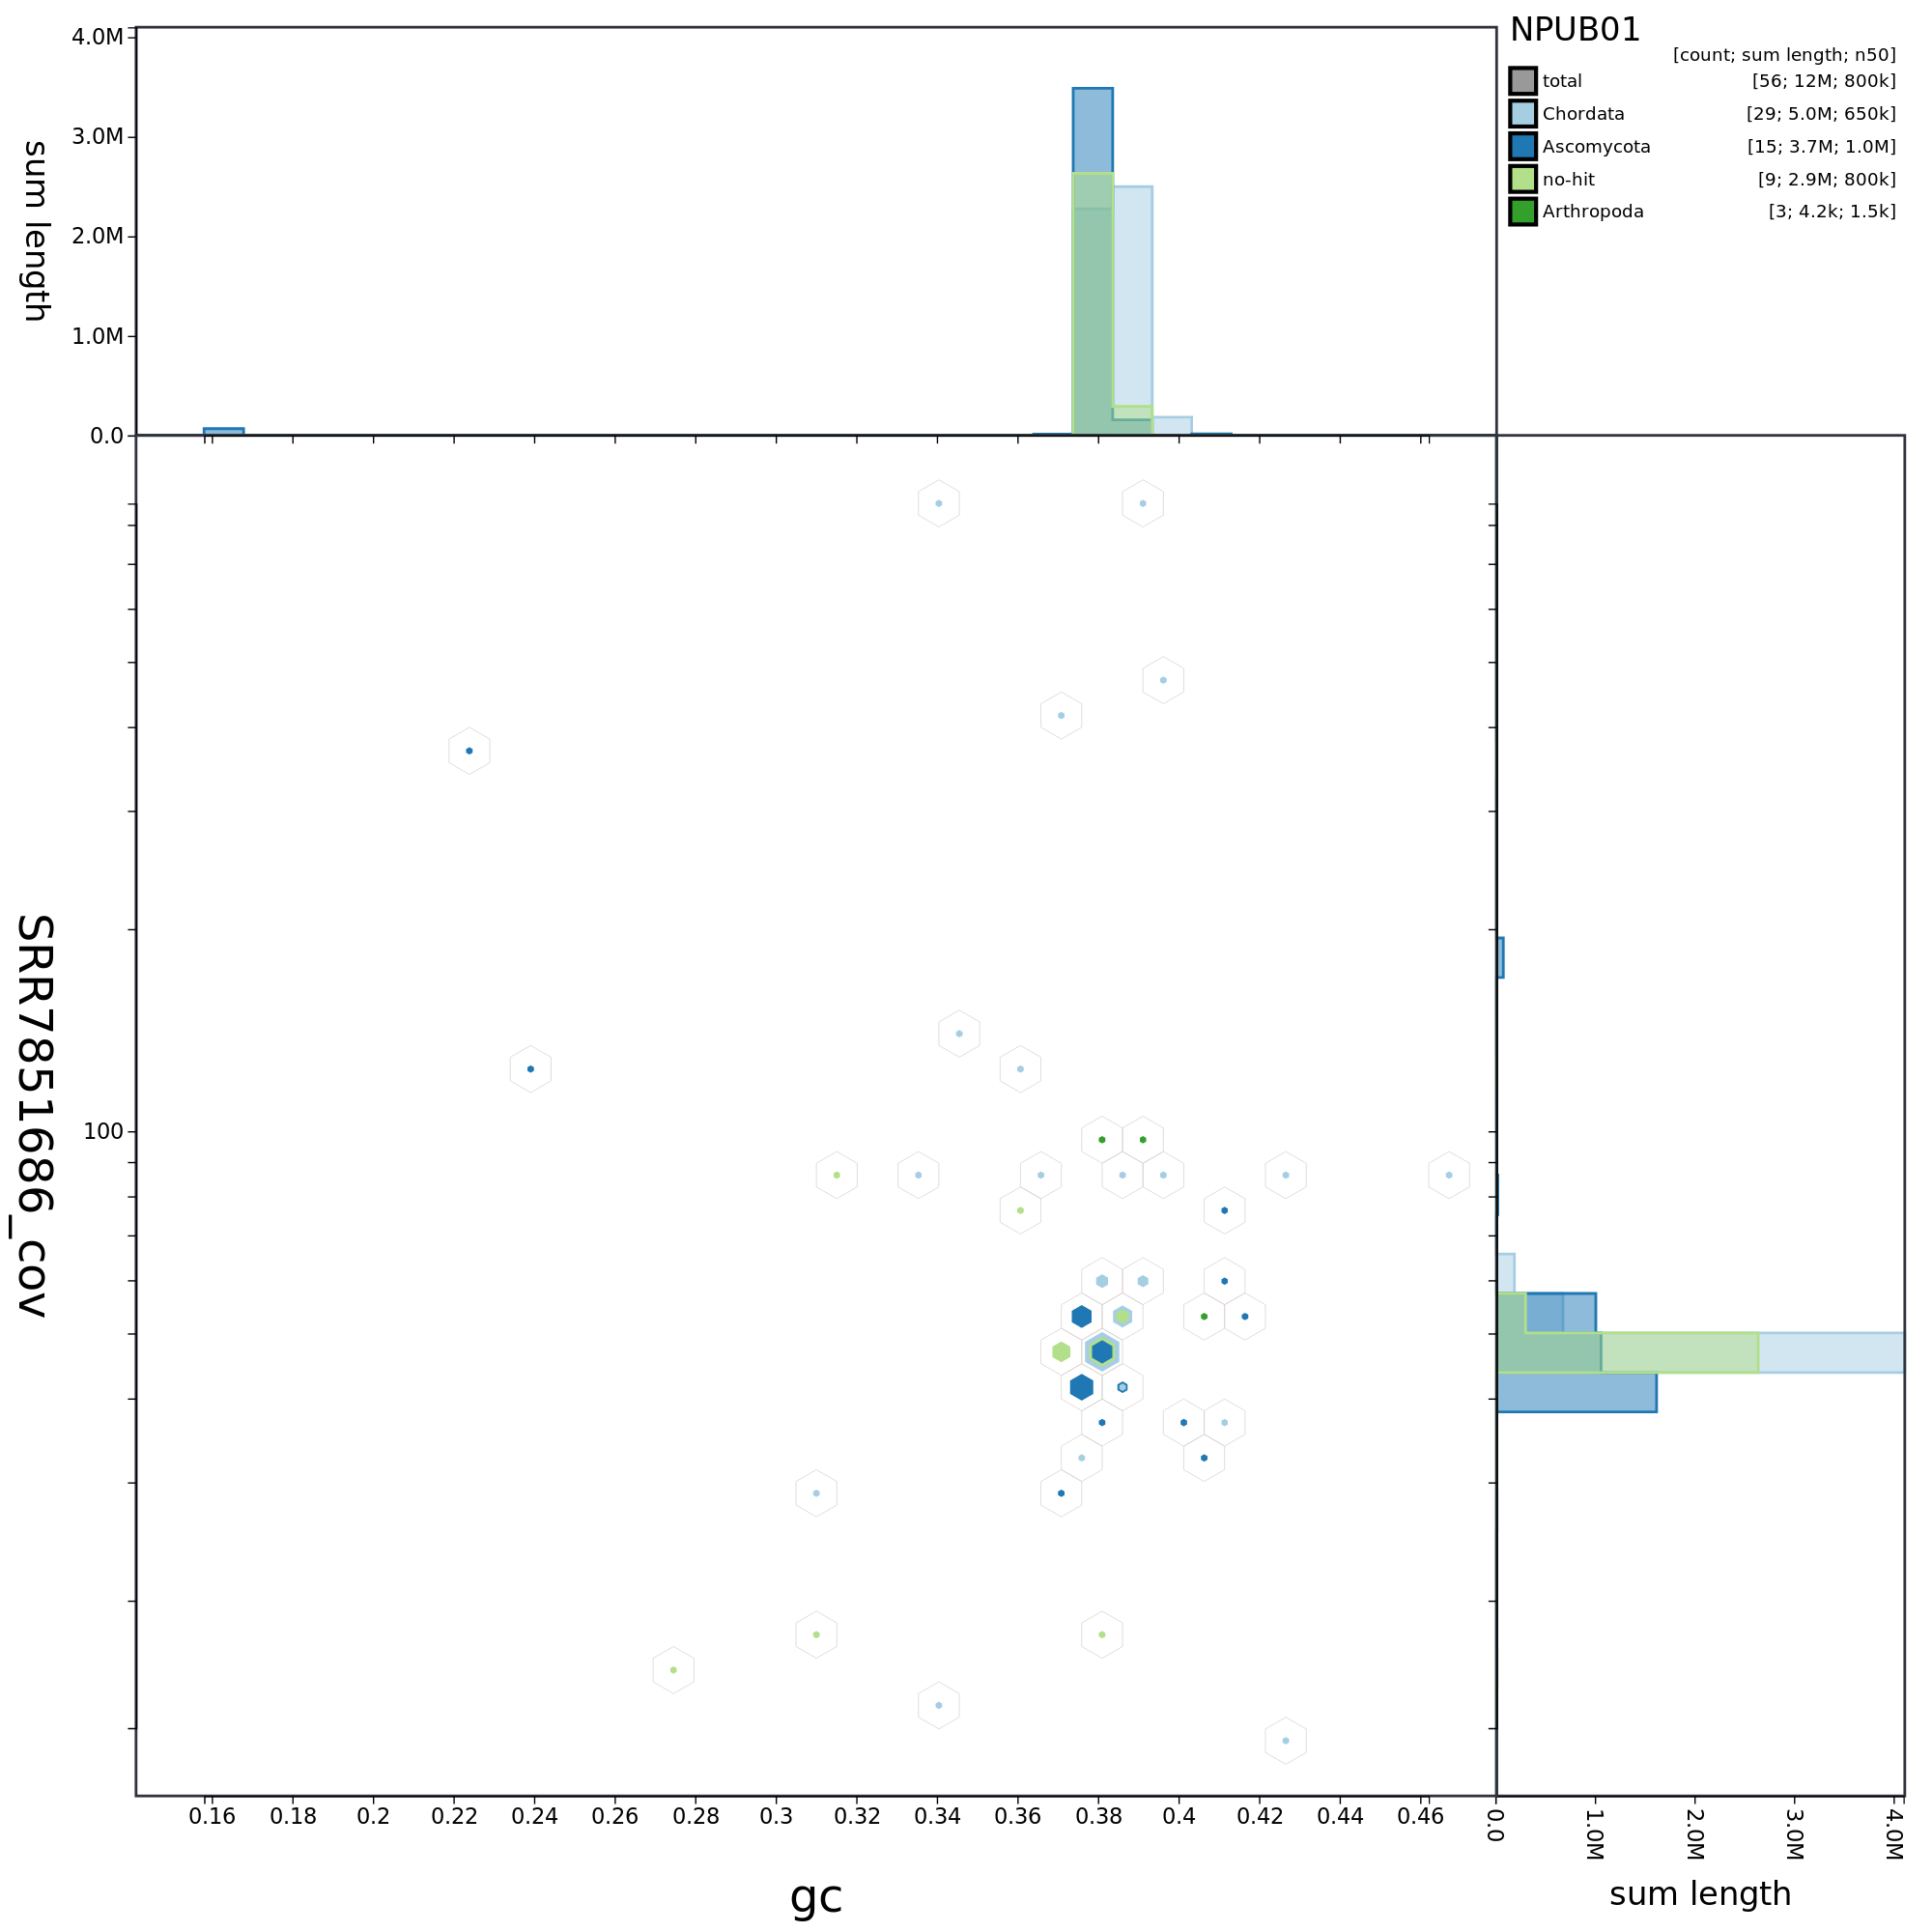 NPUB01
[count; sum length; n50]
total [56; 12M; 800k]
Chordata [29; 5.0M; 650k]
Ascomycota [15; 3.7M; 1.0M]
no-hit [9; 2.9M; 800k]
Arthropoda [3; 4.2k; 1.5k]
sum length
4.0M
3.0M
2.0M
1.0M
0.0
SRR7851686_cov
100
0.16 0.18 0.2 0.22 0.24 0.26 0.28 0.3 0.32 0.34 0.36 0.38 0.4 0.42 0.44 0.46
gc
0.0 1.0M 2.0M 3.0M 4.0M
sum length